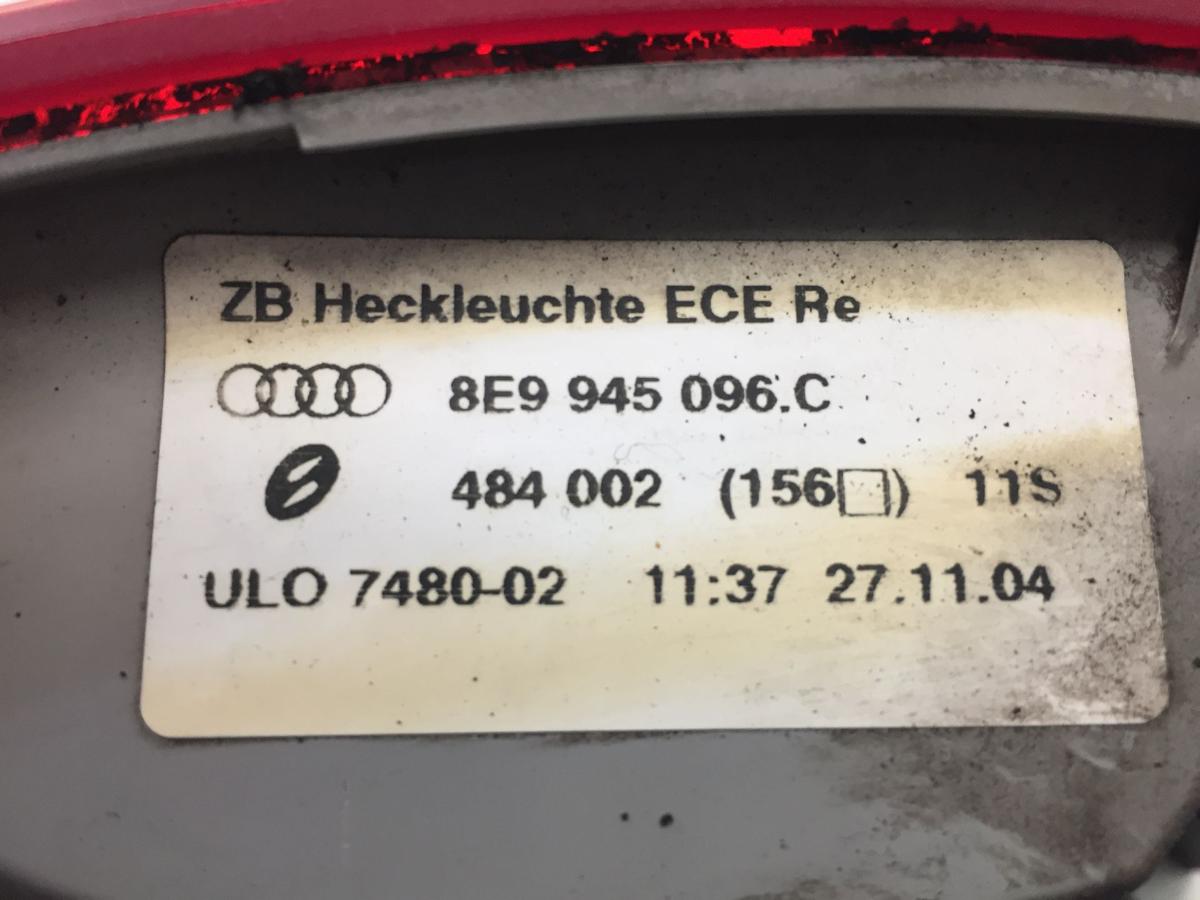 ZB Heckleuchte ECE Re
8E9 945 096.C
484 002 (156□) 11S
ULO 7480-02 11:37 27.11.04